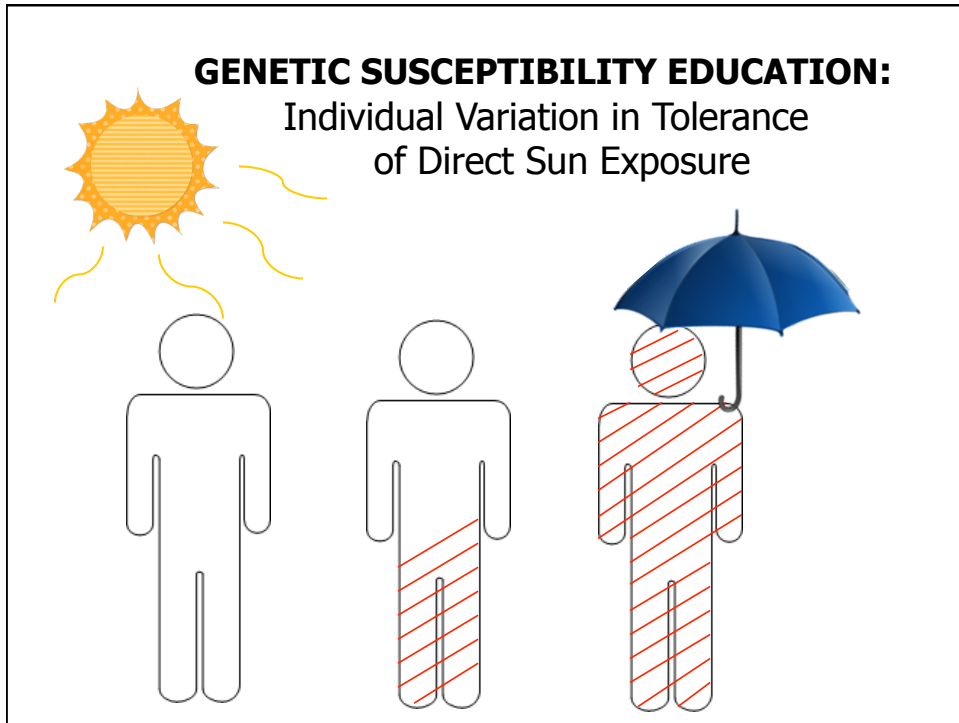 GENETIC SUSCEPTIBILITY EDUCATION:
Individual Variation in Tolerance
of Direct Sun Exposure